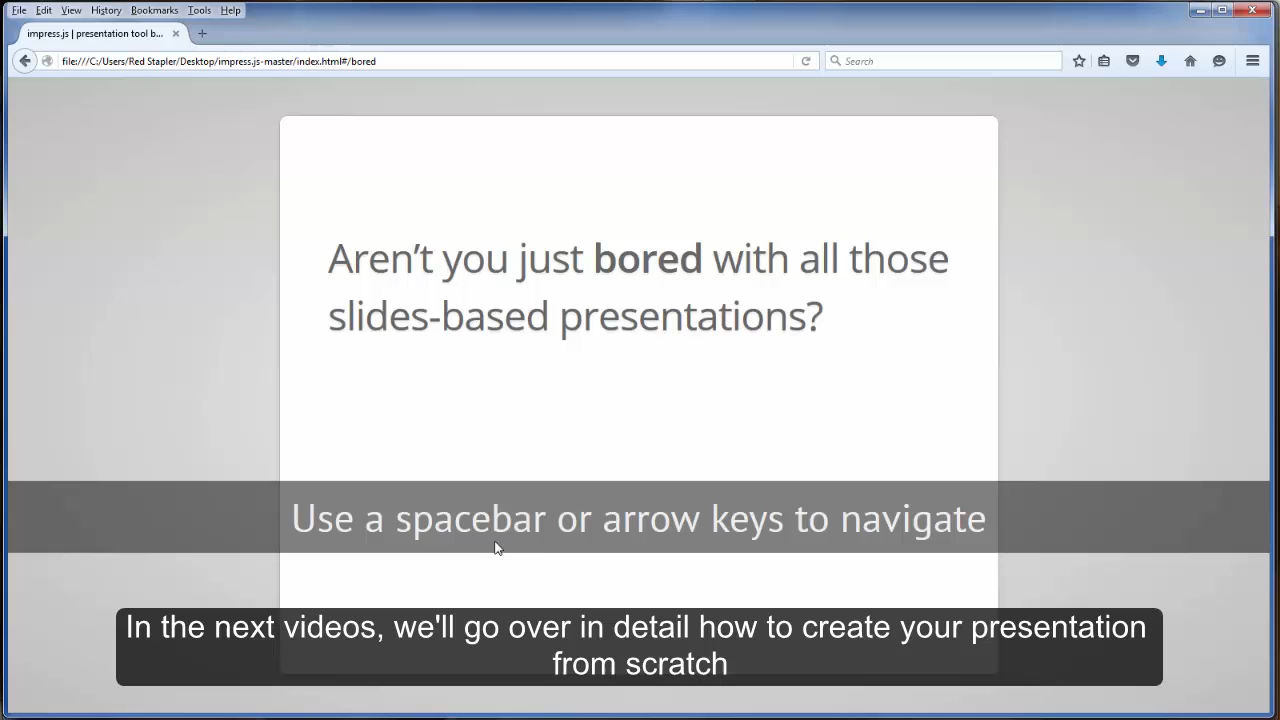 File Edit View History Bookmarks Tools Help
impress.js | presentation tool b...
file:///C:/Users/Red Stapler/Desktop/impress.js-master/index.html#/bored
Search
Aren’t you just bored with all those
slides-based presentations?
Use a spacebar or arrow keys to navigate
In the next videos, we'll go over in detail how to create your presentation
from scratch